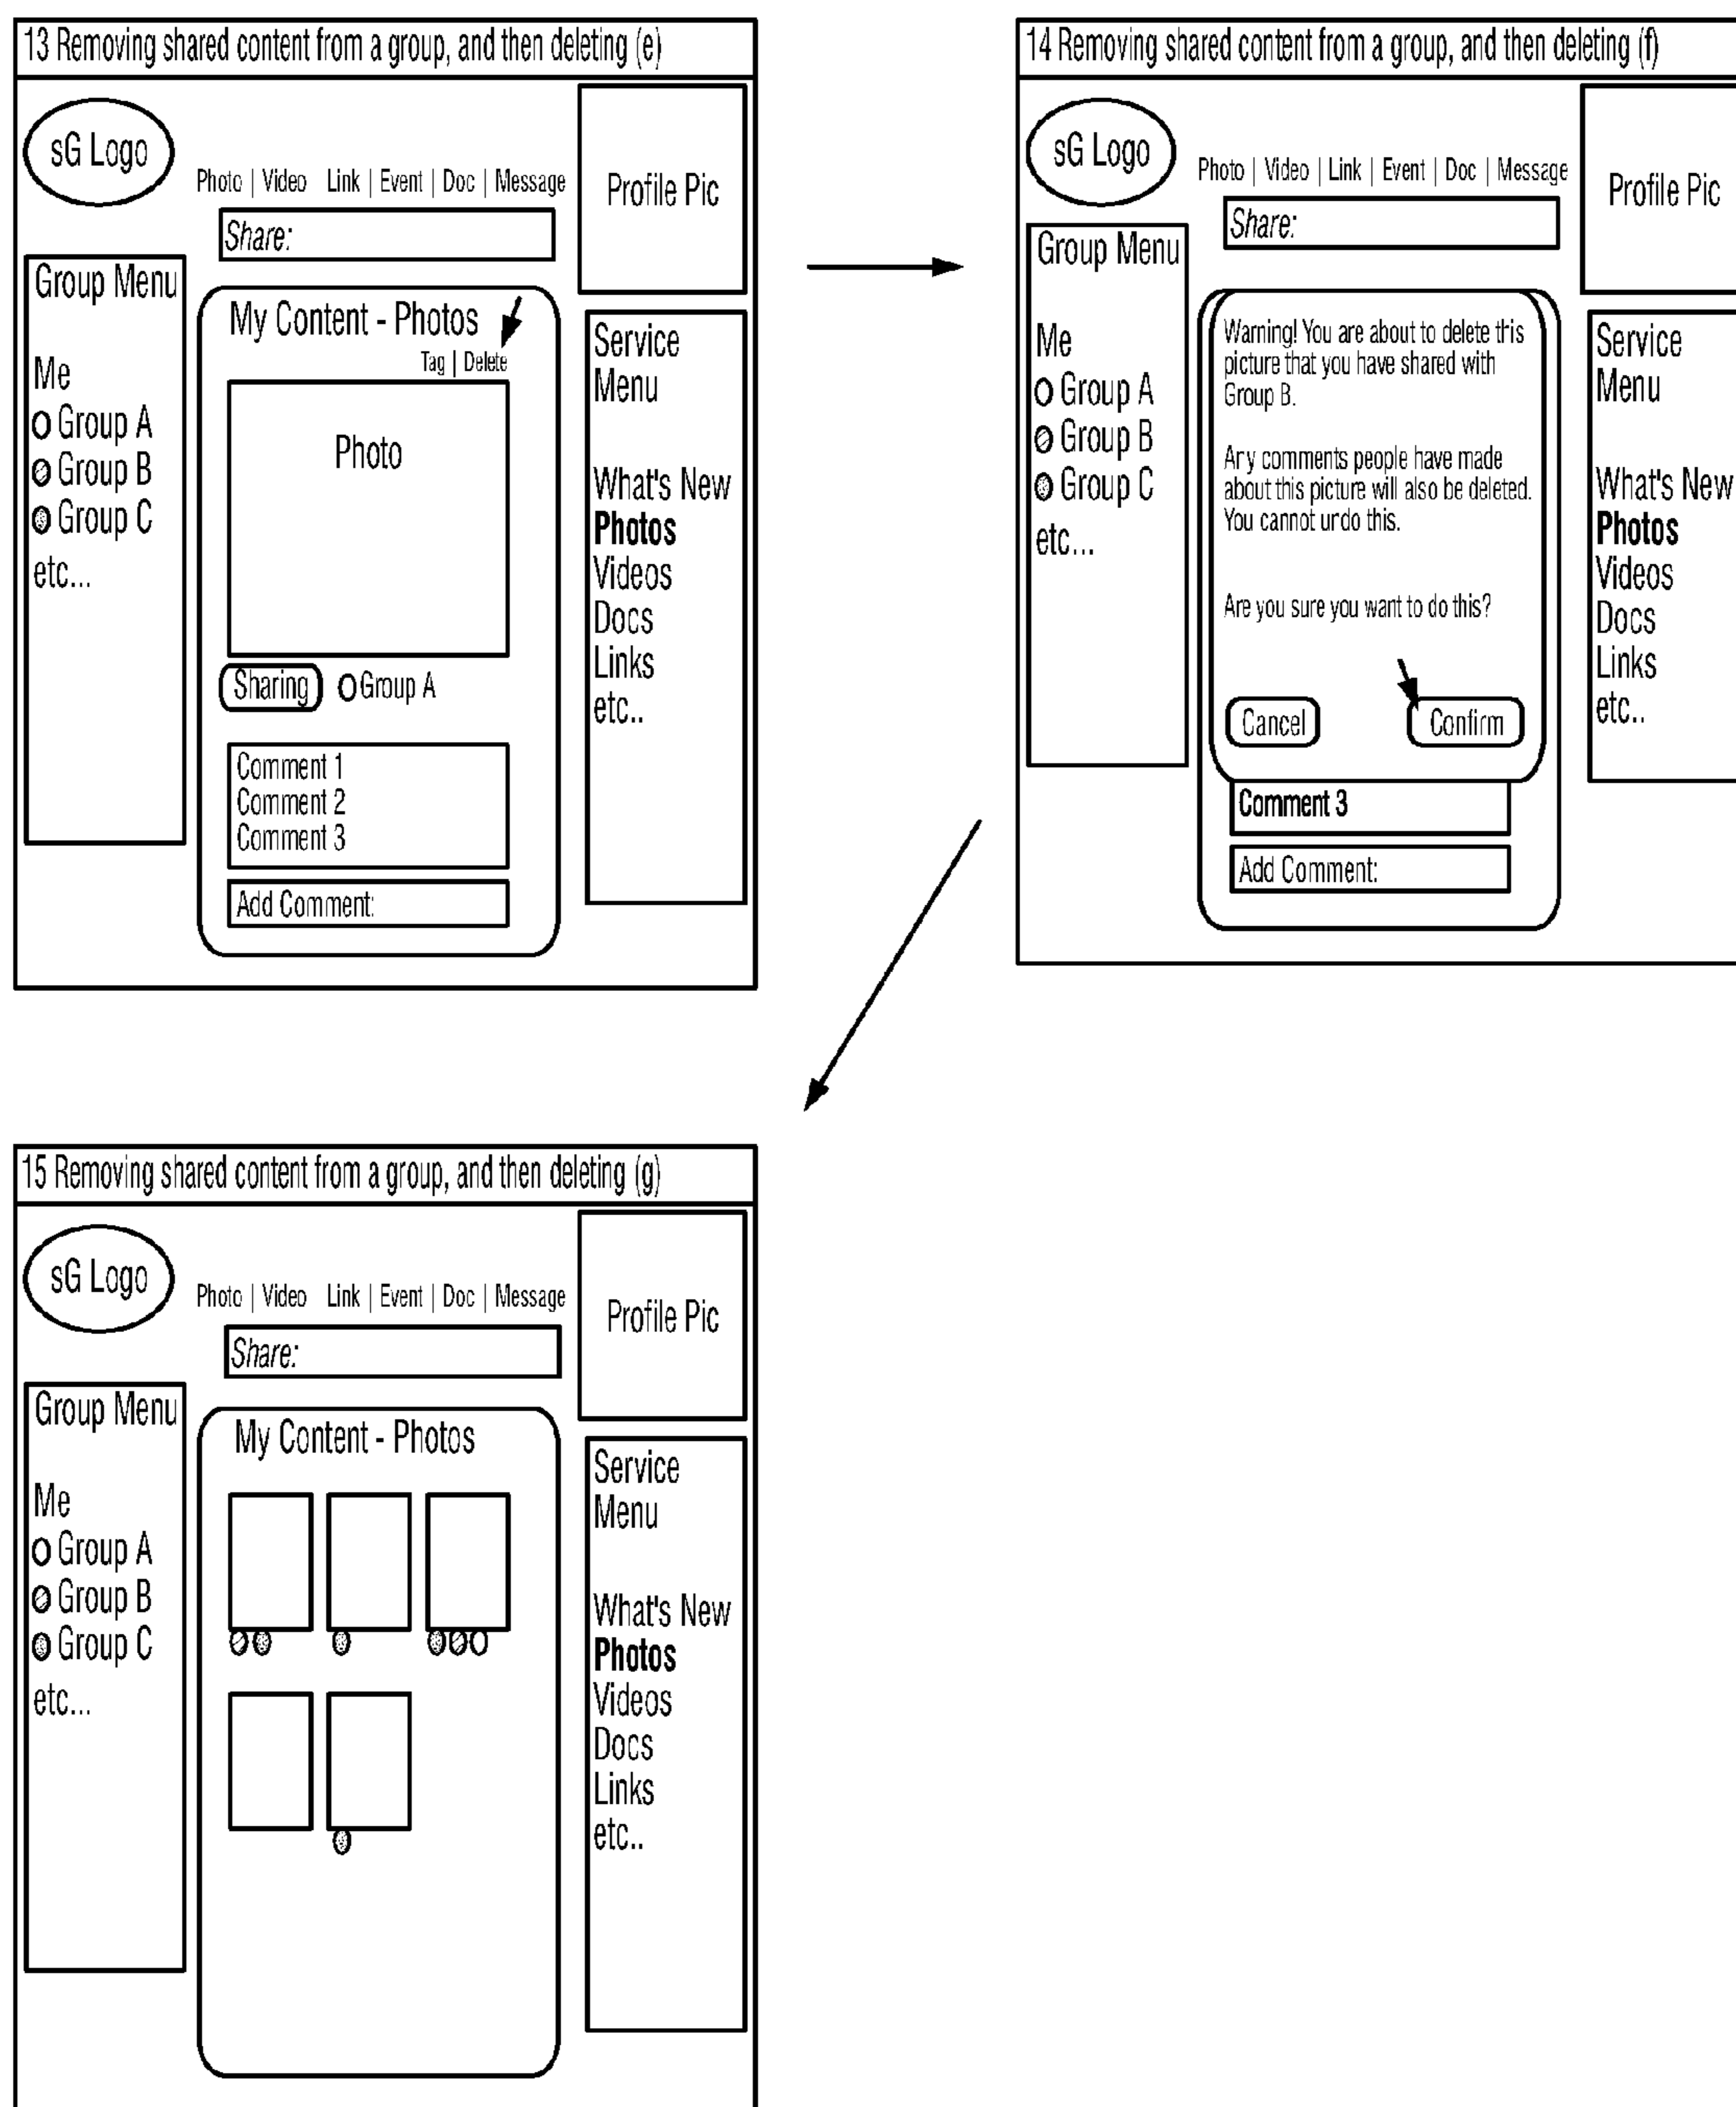 13 Removing shared content from a group, and then deleting (e)
sG Logo
Photo | Video Link | Event | Doc | Message
Share:
Profile Pic
Group Menu
Me
Group A
Group B
Group C
etc...
My Content - Photos
Tag | Delete
Photo
Sharing
Group A
Comment 1
Comment 2
Comment 3
Add Comment:
Service
Menu
What's New
Photos
Videos
Docs
Links
etc..
14 Removing shared content from a group, and then deleting (f)
sG Logo
Photo | Video | Link | Event | Doc | Message
Share:
Profile Pic
Group Menu
Me
Group A
Group B
Group C
etc...
Warning! You are about to delete this
picture that you have shared with
Group B.
Any comments people have made
about this picture will also be deleted.
You cannot undo this.
Are you sure you want to do this?
Cancel
Confirm
Comment 3
Add Comment:
Service
Menu
What's New
Photos
Videos
Docs
Links
etc..
15 Removing shared content from a group, and then deleting (g)
sG Logo
Photo | Video Link | Event | Doc | Message
Share:
Profile Pic
Group Menu
Me
Group A
Group B
Group C
etc...
My Content - Photos
Service
Menu
What's New
Photos
Videos
Docs
Links
etc..